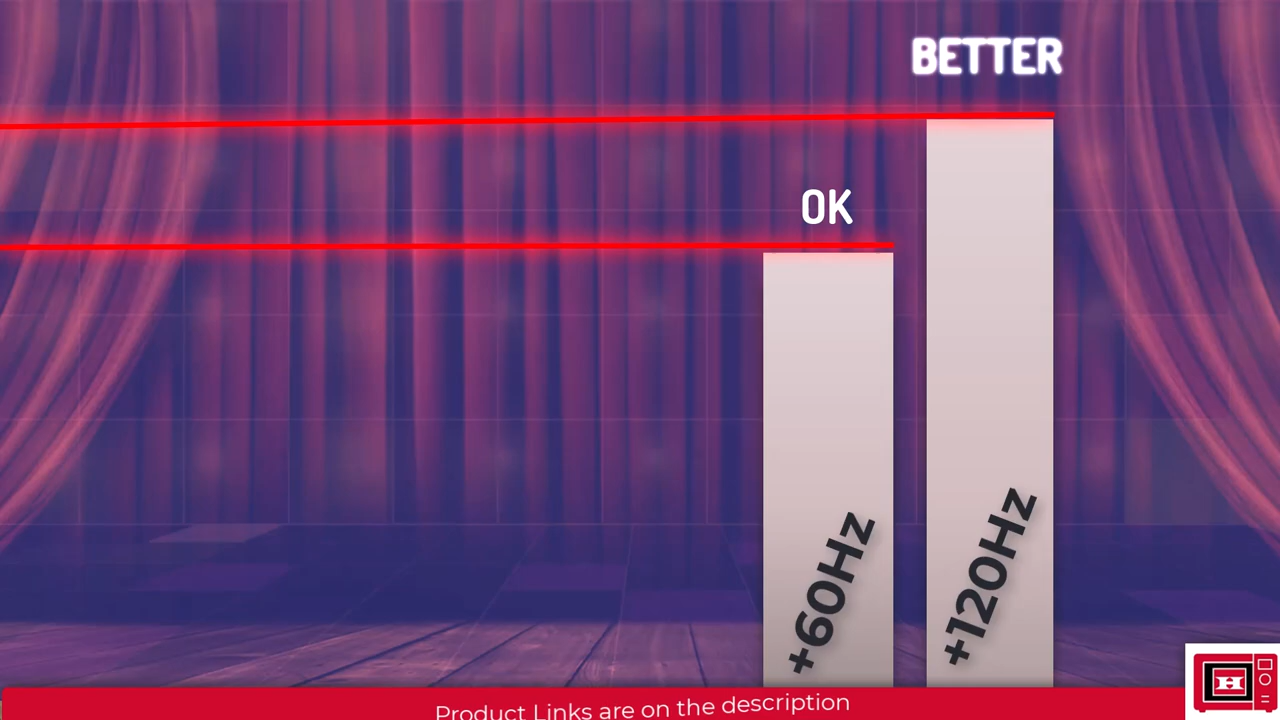 BETTER
OK
+60Hz
+120Hz
Product Links are on the description
H